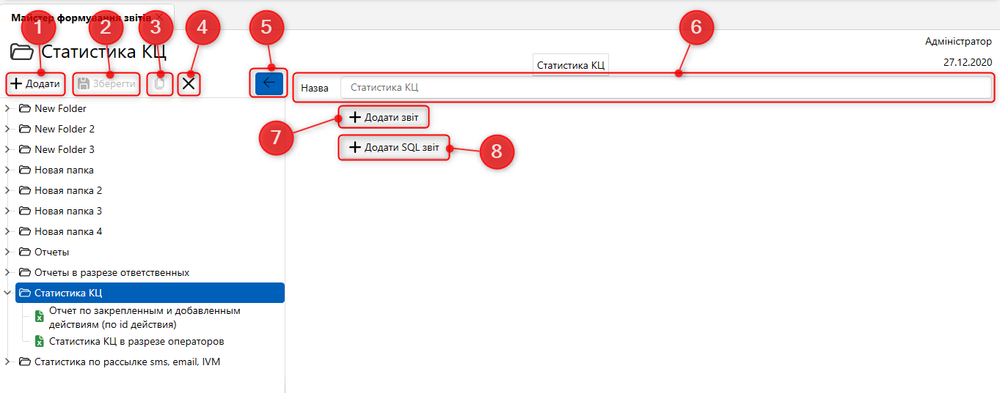 Майстер формування звітів
1
2
3
4
5
6
Адміністратор
Статистика КЦ
Статистика КЦ
27.12.2020
Додати
Зберегти
Назва
Статистика КЦ
New Folder
Додати звіт
New Folder 2
7
New Folder 3
Додати SQL звіт
8
Новая папка
Новая папка 2
Новая папка 3
Новая папка 4
Отчеты
Отчеты в разрезе ответственных
Статистика КЦ
Отчет по закрепленным и добавленным
действиям (по id действия)
Статистика КЦ в разрезе операторов
Статистика по рассылке sms, email, IVM